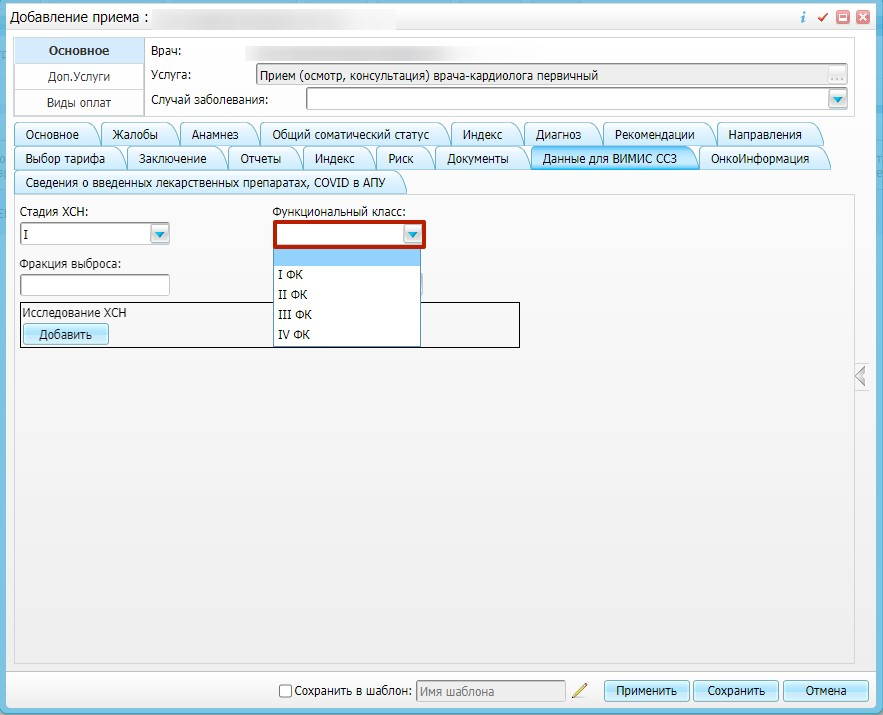 Добавление приема :
Основное
Доп.Услуги
Виды оплат
Врач:
Услуга: Прием (осмотр, консультация) врача-кардиолога первичный ...
Случай заболевания:
Основное Жалобы Анамнез Общий соматический статус Индекс Диагноз Рекомендации Направления
Выбор тарифа Заключение Отчеты Индекс Риск Документы Данные для ВИМИС ССЗ ОнкоИнформация
Сведения о введенных лекарственных препаратах, COVID в АПУ
Стадия ХСН: Функциональный класс:
I
Фракция выброса:
I ФК
II ФК
III ФК
IV ФК
Исследование ХСН
Добавить
Сохранить в шаблон: Имя шаблона Применить Сохранить Отмена